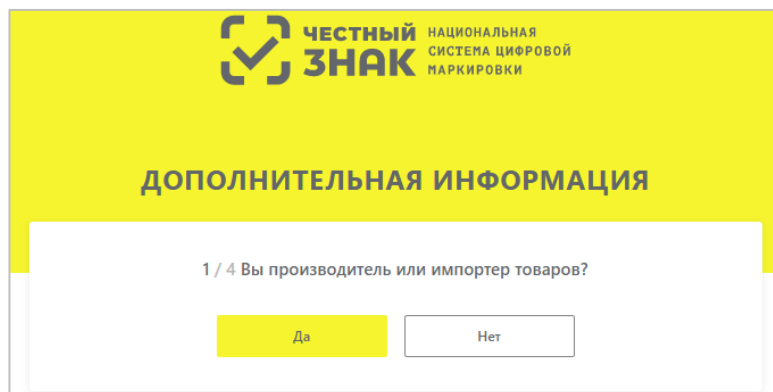 ЧЕСТНЫЙ
ЗНАК
НАЦИОНАЛЬНАЯ
СИСТЕМА ЦИФРОВОЙ
МАРКИРОВКИ
ДОПОЛНИТЕЛЬНАЯ ИНФОРМАЦИЯ
1 / 4 Вы производитель или импортер товаров?
Да
Нет